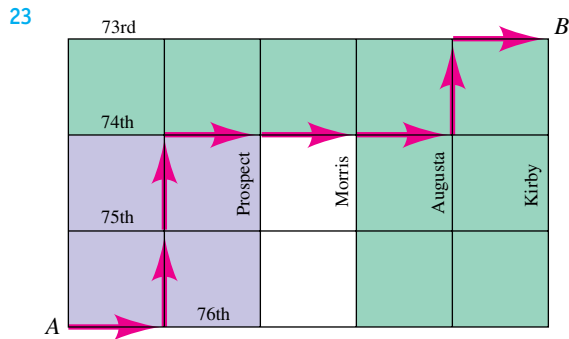 23
73rd
B
74th
Prospect
Morris
Augusta
Kirby
75th
A
76th